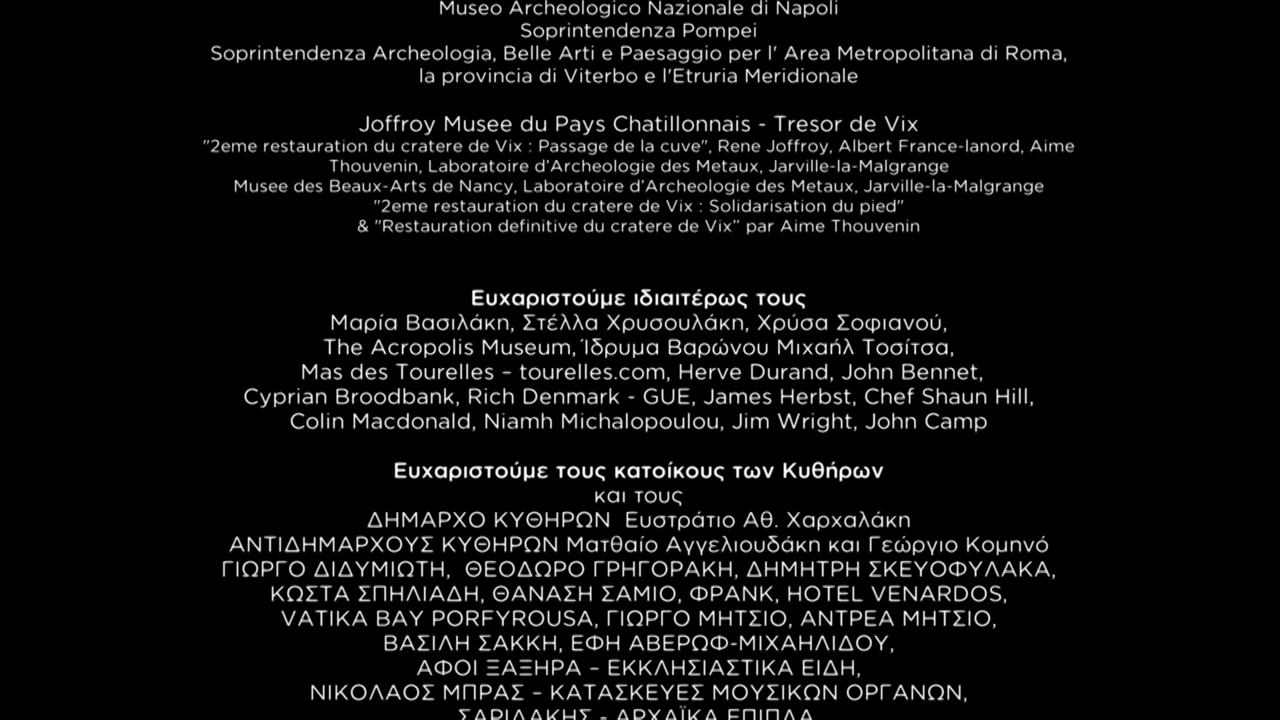 Museo Archeologico Nazionale di Napoli
Soprintendenza Pompei
Soprintendenza Archeologia, Belle Arti e Paesaggio per l' Area Metropolitana di Roma,
la provincia di Viterbo e l'Etruria Meridionale
Joffroy Musee du Pays Chatillonnais - Tresor de Vix
"2eme restauration du cratere de Vix : Passage de la cuve", Rene Joffroy, Albert France-lanord, Aime
Thouvenin, Laboratoire d'Archeologie des Metaux, Jarville-la-Malgrange
Musee des Beaux-Arts de Nancy, Laboratoire d'Archeologie des Metaux, Jarville-la-Malgrange
"2eme restauration du cratere de Vix : Solidarisation du pied"
& "Restauration definitive du cratere de Vix" par Aime Thouvenin
Ευχαριστούμε ιδιαιτέρως τους
Μαρία Βασιλάκη, Στέλλα Χρυσουλάκη, Χρύσα Σοφιανού,
The Acropolis Museum, Ίδρυμα Βαρώνου Μιχαήλ Τοσίτσα,
Mas des Tourelles – tourelles.com, Herve Durand, John Bennet,
Cyprian Broodbank, Rich Denmark - GUE, James Herbst, Chef Shaun Hill,
Colin Macdonald, Niamh Michalopoulou, Jim Wright, John Camp
Ευχαριστούμε τους κατοίκους των Κυθήρων
και τους
ΔΗΜΑΡΧΟ ΚΥΘΗΡΩΝ  Ευστράτιο Αθ. Χαρχαλάκη
ΑΝΤΙΔΗΜΑΡΧΟΥΣ ΚΥΘΗΡΩΝ Ματθαίο Αγγελιουδάκη και Γεώργιο Κομηνό
ΓΙΩΡΓΟ ΔΙΔΥΜΙΩΤΗ,  ΘΕΟΔΩΡΟ ΓΡΗΓΟΡΑΚΗ, ΔΗΜΗΤΡΗ ΣΚΕΥΟΦΥΛΑΚΑ,
ΚΩΣΤΑ ΣΠΗΛΙΑΔΗ, ΘΑΝΑΣΗ ΣΑΜΙΟ, ΦΡΑΝΚ, HOTEL VENARDOS,
VATIKA BAY PORFYROUSA, ΓΙΩΡΓΟ ΜΗΤΣΙΟ, ΑΝΤΡΕΑ ΜΗΤΣΙΟ,
ΒΑΣΙΛΗ ΣΑΚΚΗ, ΕΦΗ ΑΒΕΡΩΦ-ΜΙΧΑΗΛΙΔΟΥ,
ΑΦΟΙ ΞΑΞΗΡΑ – ΕΚΚΛΗΣΙΑΣΤΙΚΑ ΕΙΔΗ,
ΝΙΚΟΛΑΟΣ ΜΠΡΑΣ – ΚΑΤΑΣΚΕΥΕΣ ΜΟΥΣΙΚΩΝ ΟΡΓΑΝΩΝ,
ΣΑΡΙΔΑΚΗΣ - ΑΡΧΑΪΚΑ ΕΠΙΠΛΑ